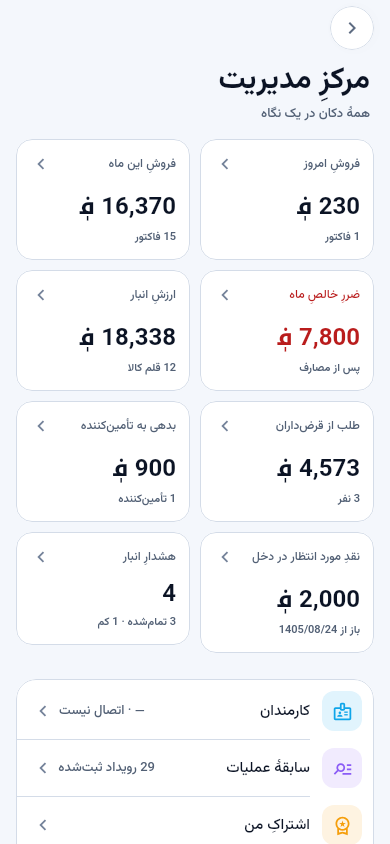 مرکزِ مدیریت
همهٔ دکان در یک نگاه
فروشِ امروز
230 ؋
1 فاکتور
فروشِ این ماه
16,370 ؋
15 فاکتور
ضررِ خالصِ ماه
7,800 ؋
پس از مصارف
ارزشِ انبار
18,338 ؋
12 قلم کالا
طلب از قرض‌داران
4,573 ؋
3 نفر
بدهی به تأمین‌کننده
900 ؋
1 تأمین‌کننده
نقدِ مورد انتظار در دخل
2,000 ؋
باز از 1405/08/24
هشدارِ انبار
4
3 تمام‌شده · 1 کم
کارمندان
— · اتصال نیست
سابقهٔ عملیات
29 رویداد ثبت‌شده
اشتراکِ من